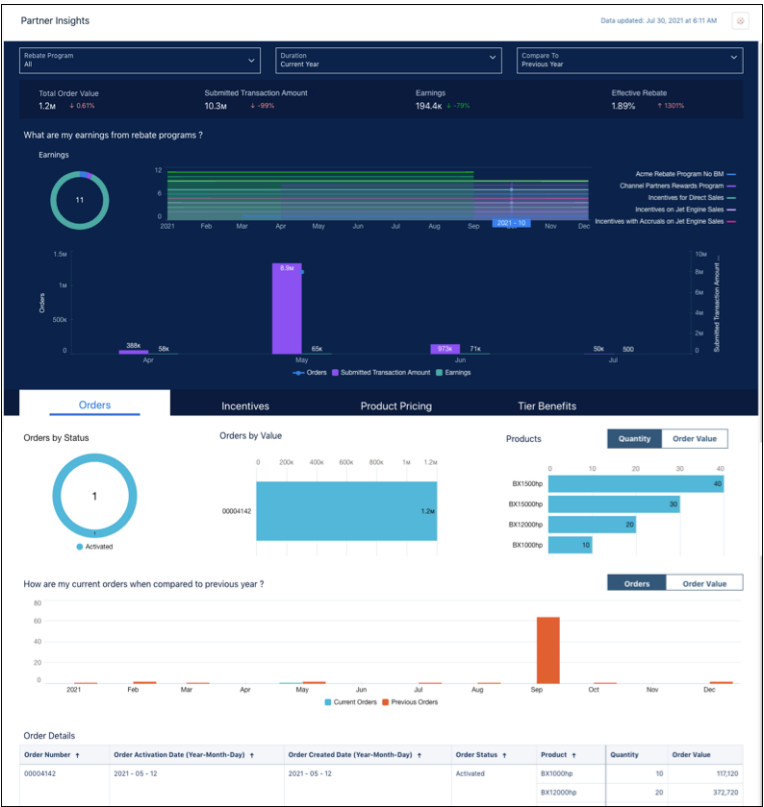 Partner Insights
Data updated: Jul 30, 2021 at 6:11 AM
Rebate Program
All
Duration
Current Year
Compare To
Previous Year
Total Order Value
1.2M ↓ 0.61%
Submitted Transaction Amount
10.3M ↓ -99%
Earnings
194.4K ↓ -79%
Effective Rebate
1.89% ↑ 1301%
What are my earnings from rebate programs ?
Earnings
11
12
6
0
2021 Feb Mar Apr May Jun Jul Aug Sep Nov Dec
2021 - 10
Acme Rebate Program No BM
Channel Partners Rewards Program
Incentives for Direct Sales
Incentives on Jet Engine Sales
Incentives with Accruals on Jet Engine Sales
1.5M
1M
500K
0
Orders
10M
8M
6M
4M
2M
0
Submitted Transaction Amount ...
388K 58K
8.9M
65K
973K 71K
50K 500
Apr May Jun Jul
Orders Submitted Transaction Amount Earnings
Orders Incentives Product Pricing Tier Benefits
Orders by Status
1
1
Activated
Orders by Value
0 200K 400K 600K 800K 1M 1.2M
00004142
1.2M
Products
Quantity Order Value
0 10 20 30 40
BX1500hp 40
BX15000hp 30
BX12000hp 20
BX1000hp 10
How are my current orders when compared to previous year ?
Orders Order Value
80
60
40
20
0
2021 Feb Mar Apr May Jun Jul Aug Sep Oct Nov Dec
Current Orders Previous Orders
Order Details
Order Number ↑ Order Activation Date (Year-Month-Day) ↑ Order Created Date (Year-Month-Day) ↑ Order Status ↑ Product ↑ Quantity Order Value
00004142 2021 - 05 - 12 2021 - 05 - 12 Activated BX1000hp 10 117,120
BX12000hp 20 372,720